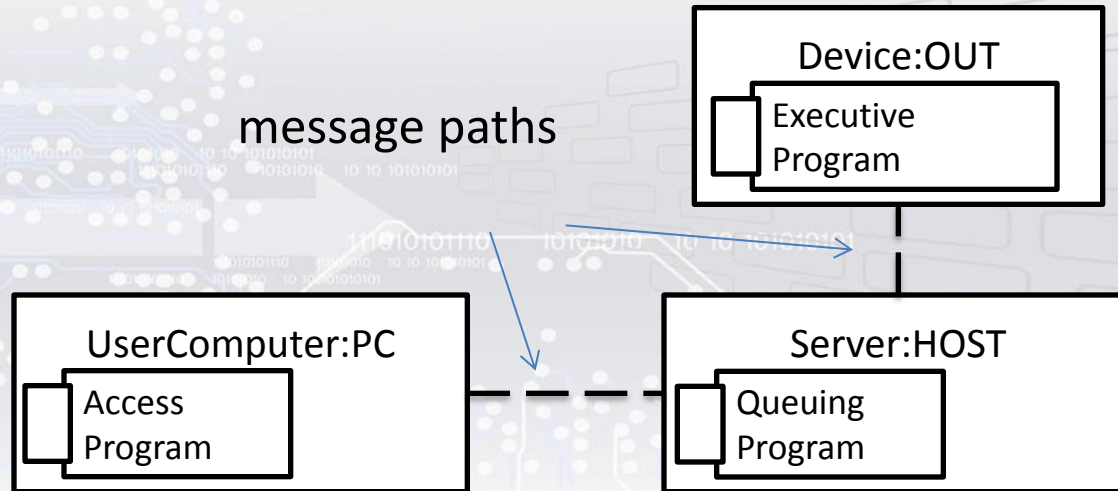 Device:OUT
Executive
Program
message paths
UserComputer:PC
Access
Program
Server:HOST
Queuing
Program